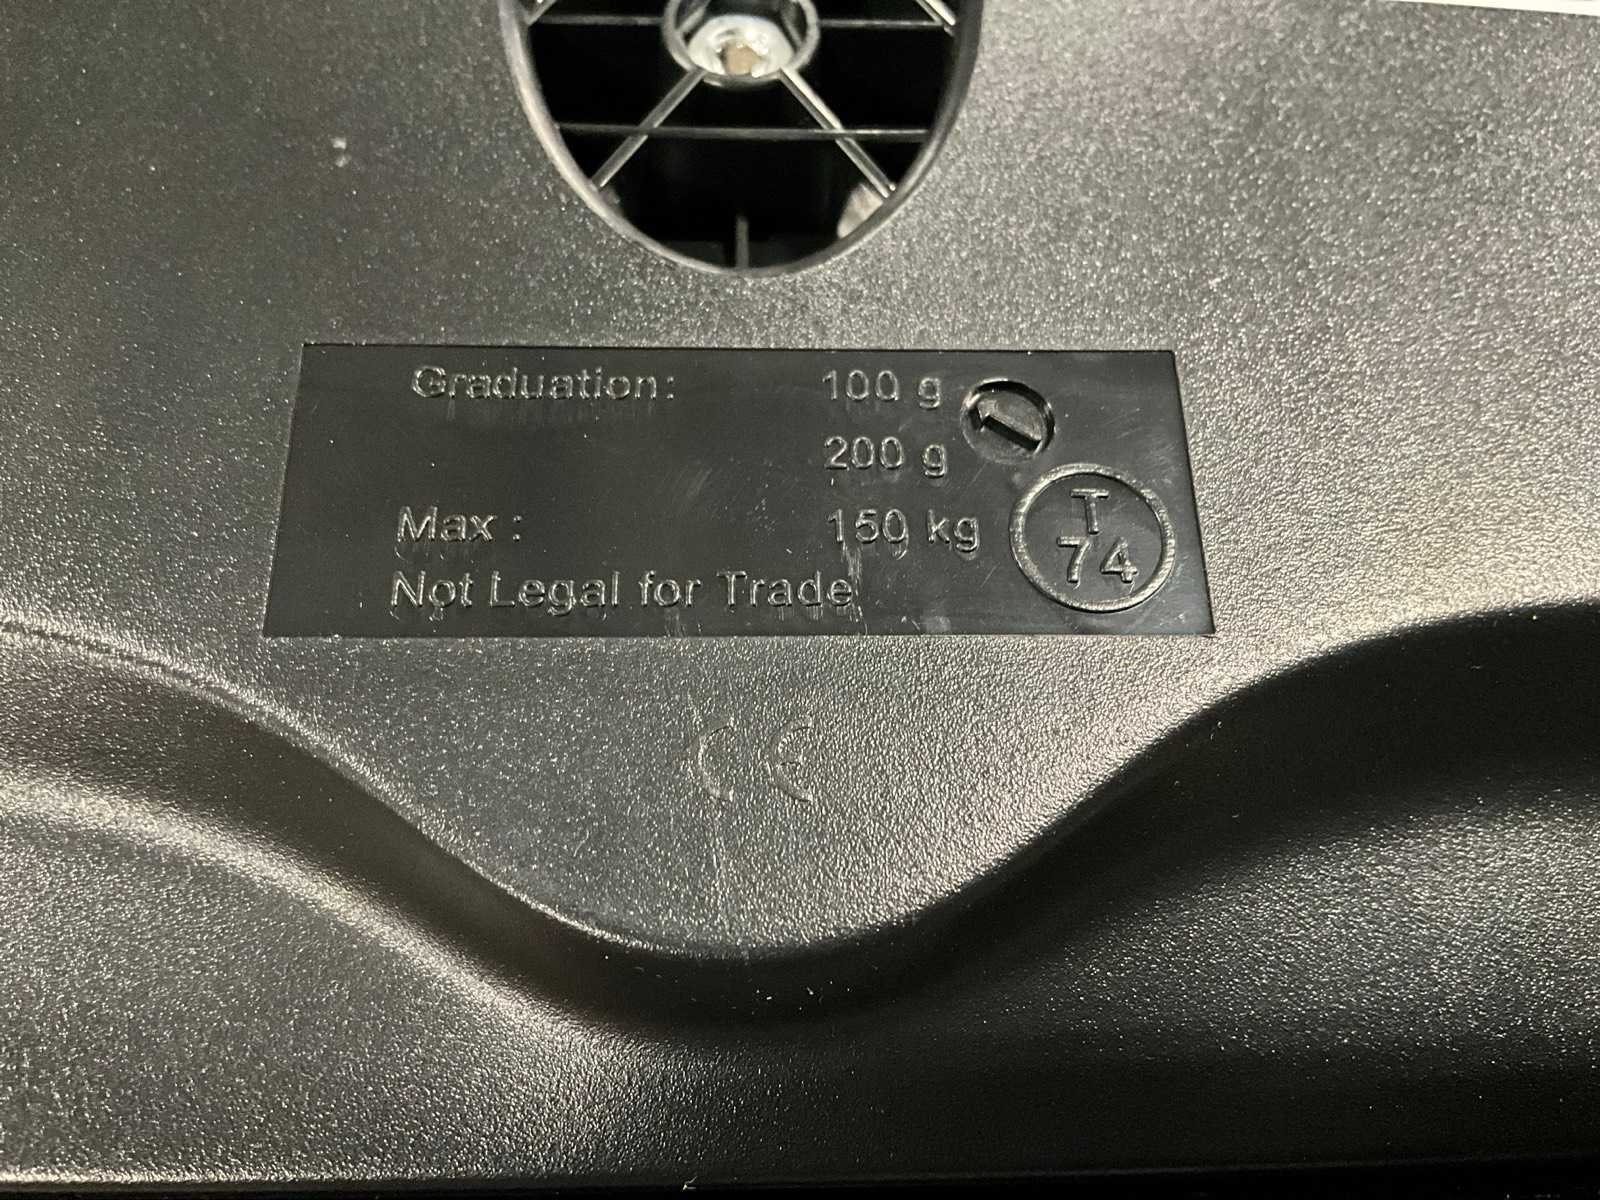 Graduation: 100 g
200 g
Max : 150 kg
T
74
Not Legal for Trade
CE